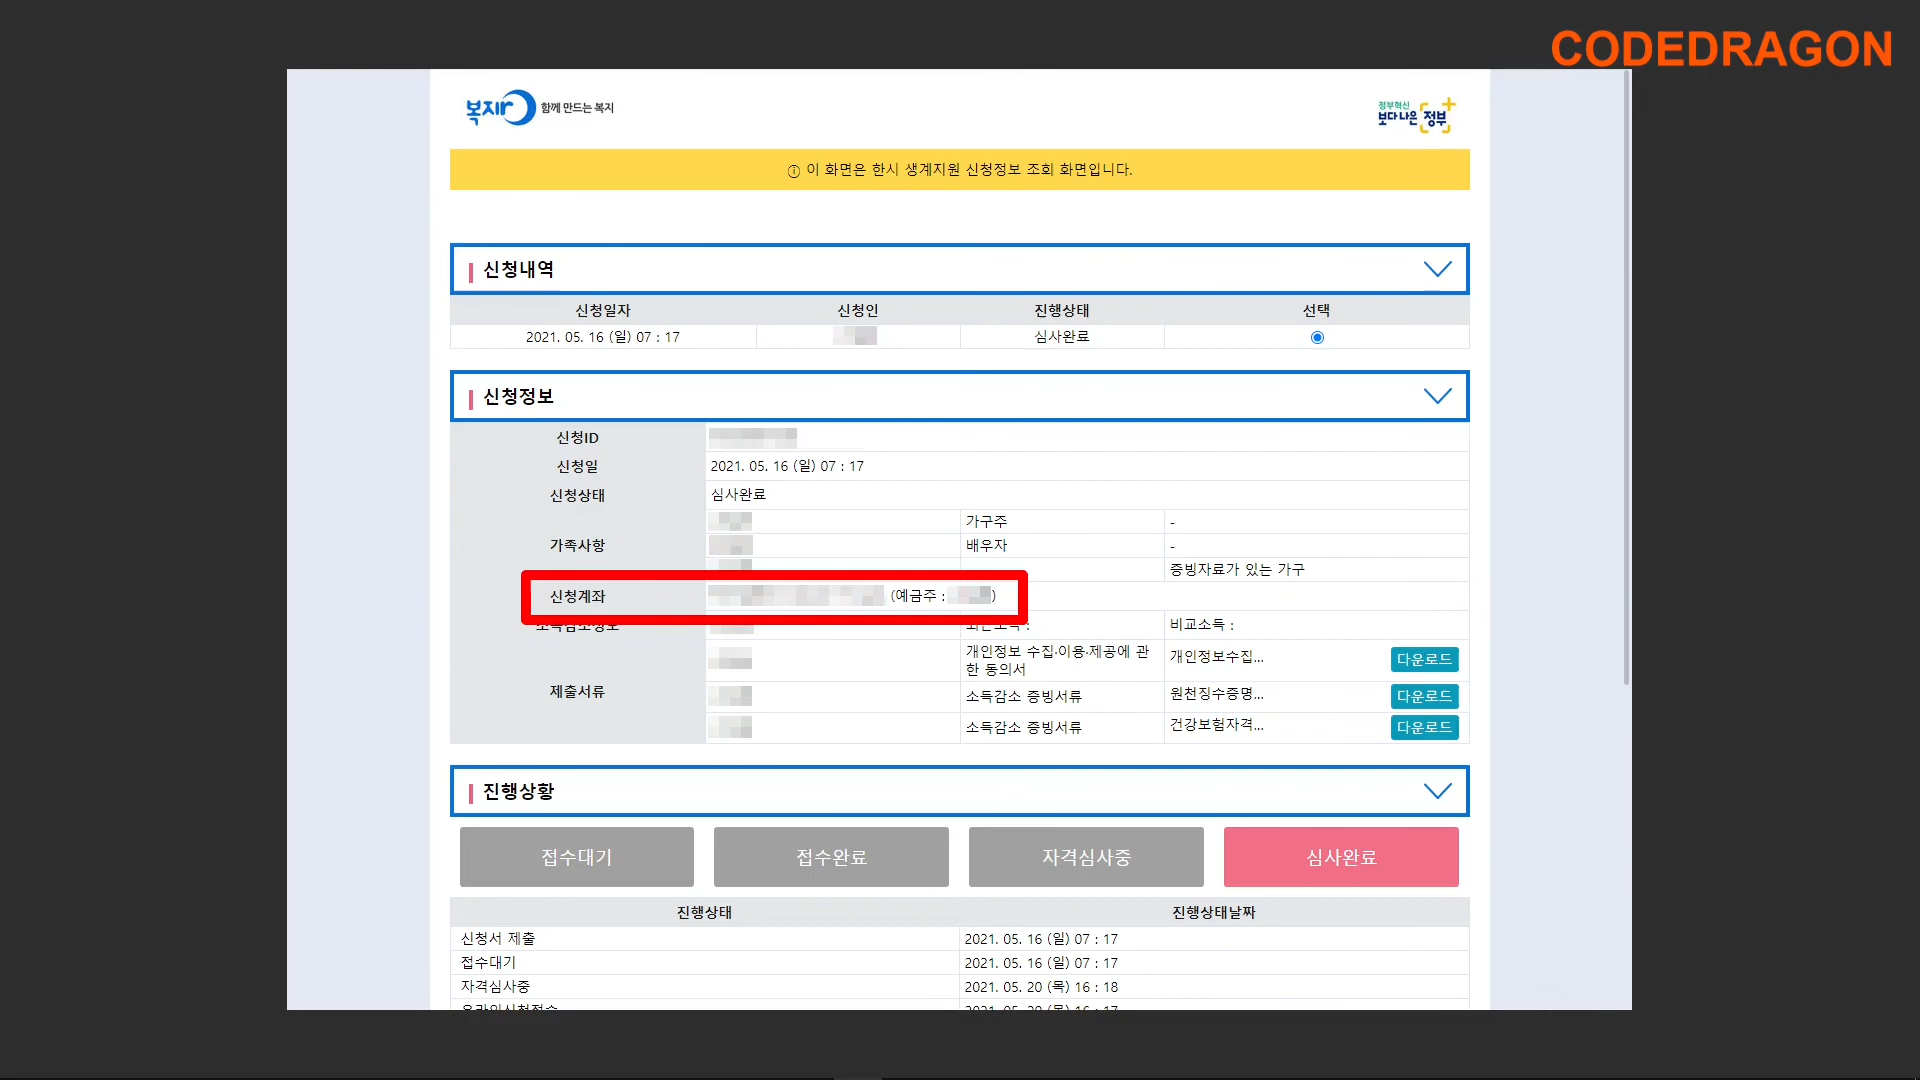 CODEDRAGON
복지로 함께 만드는 복지
정부혁신
보다나은 정부
이 화면은 한시 생계지원 신청정보 조회 화면입니다.
신청내역
신청일자 신청인 진행상태 선택
2021. 05. 16 (일) 07 : 17 심사완료
신청정보
신청ID
신청일 2021. 05. 16 (일) 07 : 17
신청상태 심사완료
가구주 -
가족사항 배우자 -
증빙자료가 있는 가구
신청계좌 (예금주 : )
비교소득 :
개인정보 수집·이용·제공에 관한 동의서 개인정보수집... 다운로드
제출서류 소득감소 증빙서류 원천징수증명... 다운로드
소득감소 증빙서류 건강보험자격... 다운로드
진행상황
접수대기 접수완료 자격심사중 심사완료
진행상태 진행상태날짜
신청서 제출 2021. 05. 16 (일) 07 : 17
접수대기 2021. 05. 16 (일) 07 : 17
자격심사중 2021. 05. 20 (목) 16 : 18